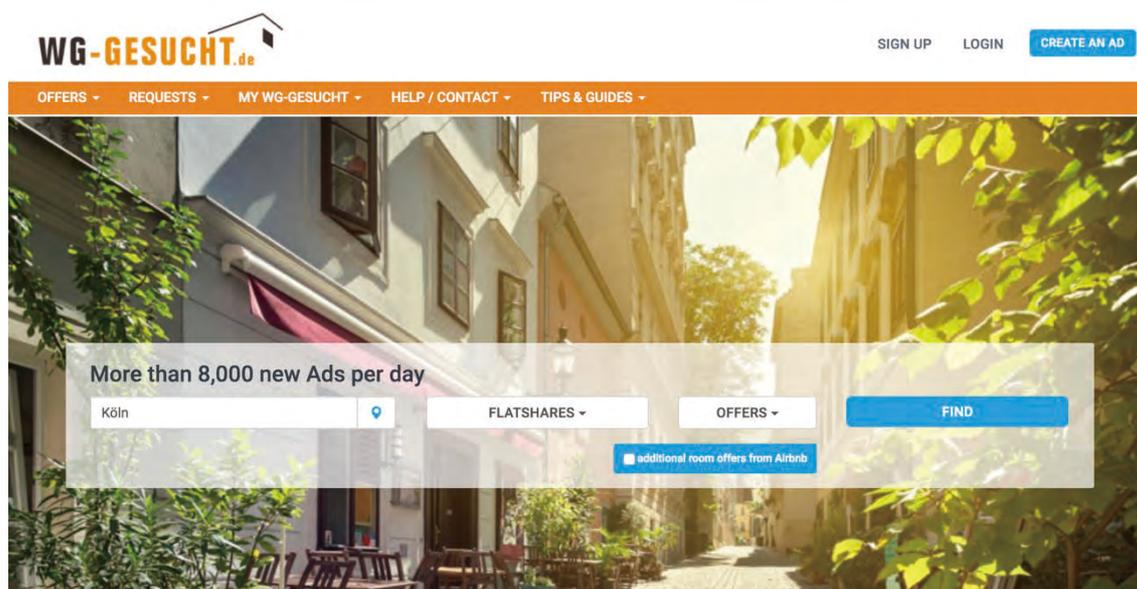 WG-GESUCHT.de
SIGN UP LOGIN CREATE AN AD
OFFERS REQUESTS MY WG-GESUCHT HELP / CONTACT TIPS & GUIDES
More than 8,000 new Ads per day
Köln FLATSHARES OFFERS FIND
additional room offers from Airbnb